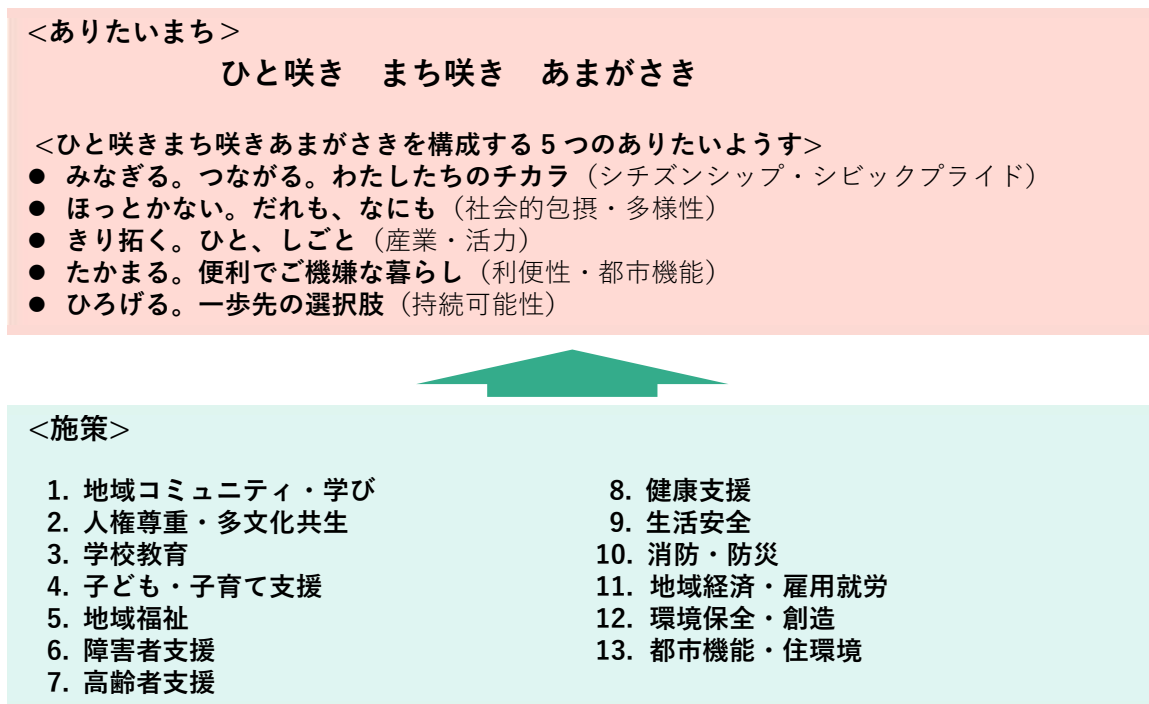 <ありたいまち>
ひと咲き　まち咲き　あまがさき
<ひと咲きまち咲きあまがさきを構成する５つのありたいようす>
● みなぎる。つながる。わたしたちのチカラ（シチズンシップ・シビックプライド）
● ほっとかない。だれも、なにも（社会的包摂・多様性）
● きり拓く。ひと、しごと（産業・活力）
● たかまる。便利でご機嫌な暮らし（利便性・都市機能）
● ひろげる。一歩先の選択肢（持続可能性）
<施策>
1. 地域コミュニティ・学び
2. 人権尊重・多文化共生
3. 学校教育
4. 子ども・子育て支援
5. 地域福祉
6. 障害者支援
7. 高齢者支援
8. 健康支援
9. 生活安全
10. 消防・防災
11. 地域経済・雇用就労
12. 環境保全・創造
13. 都市機能・住環境